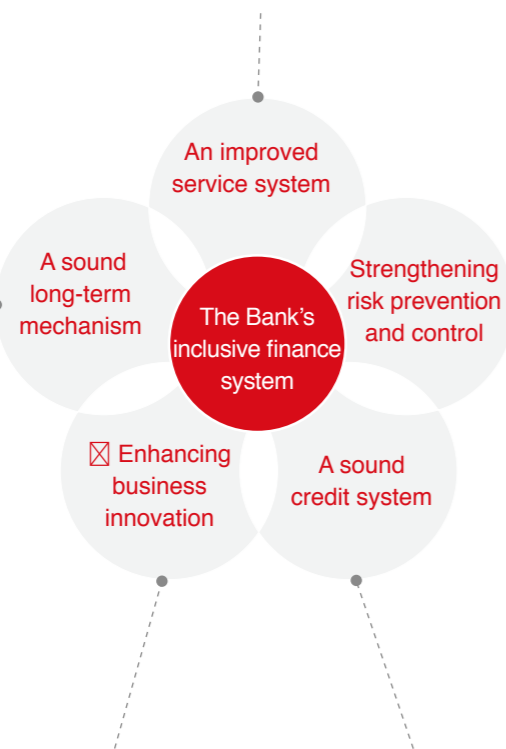 An improved
service system
A sound
long-term
mechanism
Strengthening
risk prevention
and control
The Bank's
inclusive finance
system
Enhancing
business
innovation
A sound
credit system